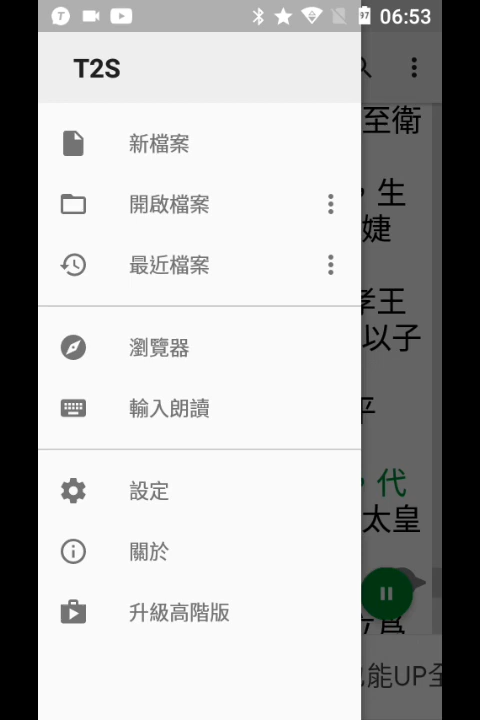 97 06:53
T2S
新檔案
開啟檔案
最近檔案
瀏覽器
輸入朗讀
設定
關於
升級高階版
至衛
，生
婕
孝王
以子
平
，代
太皇
能UP全